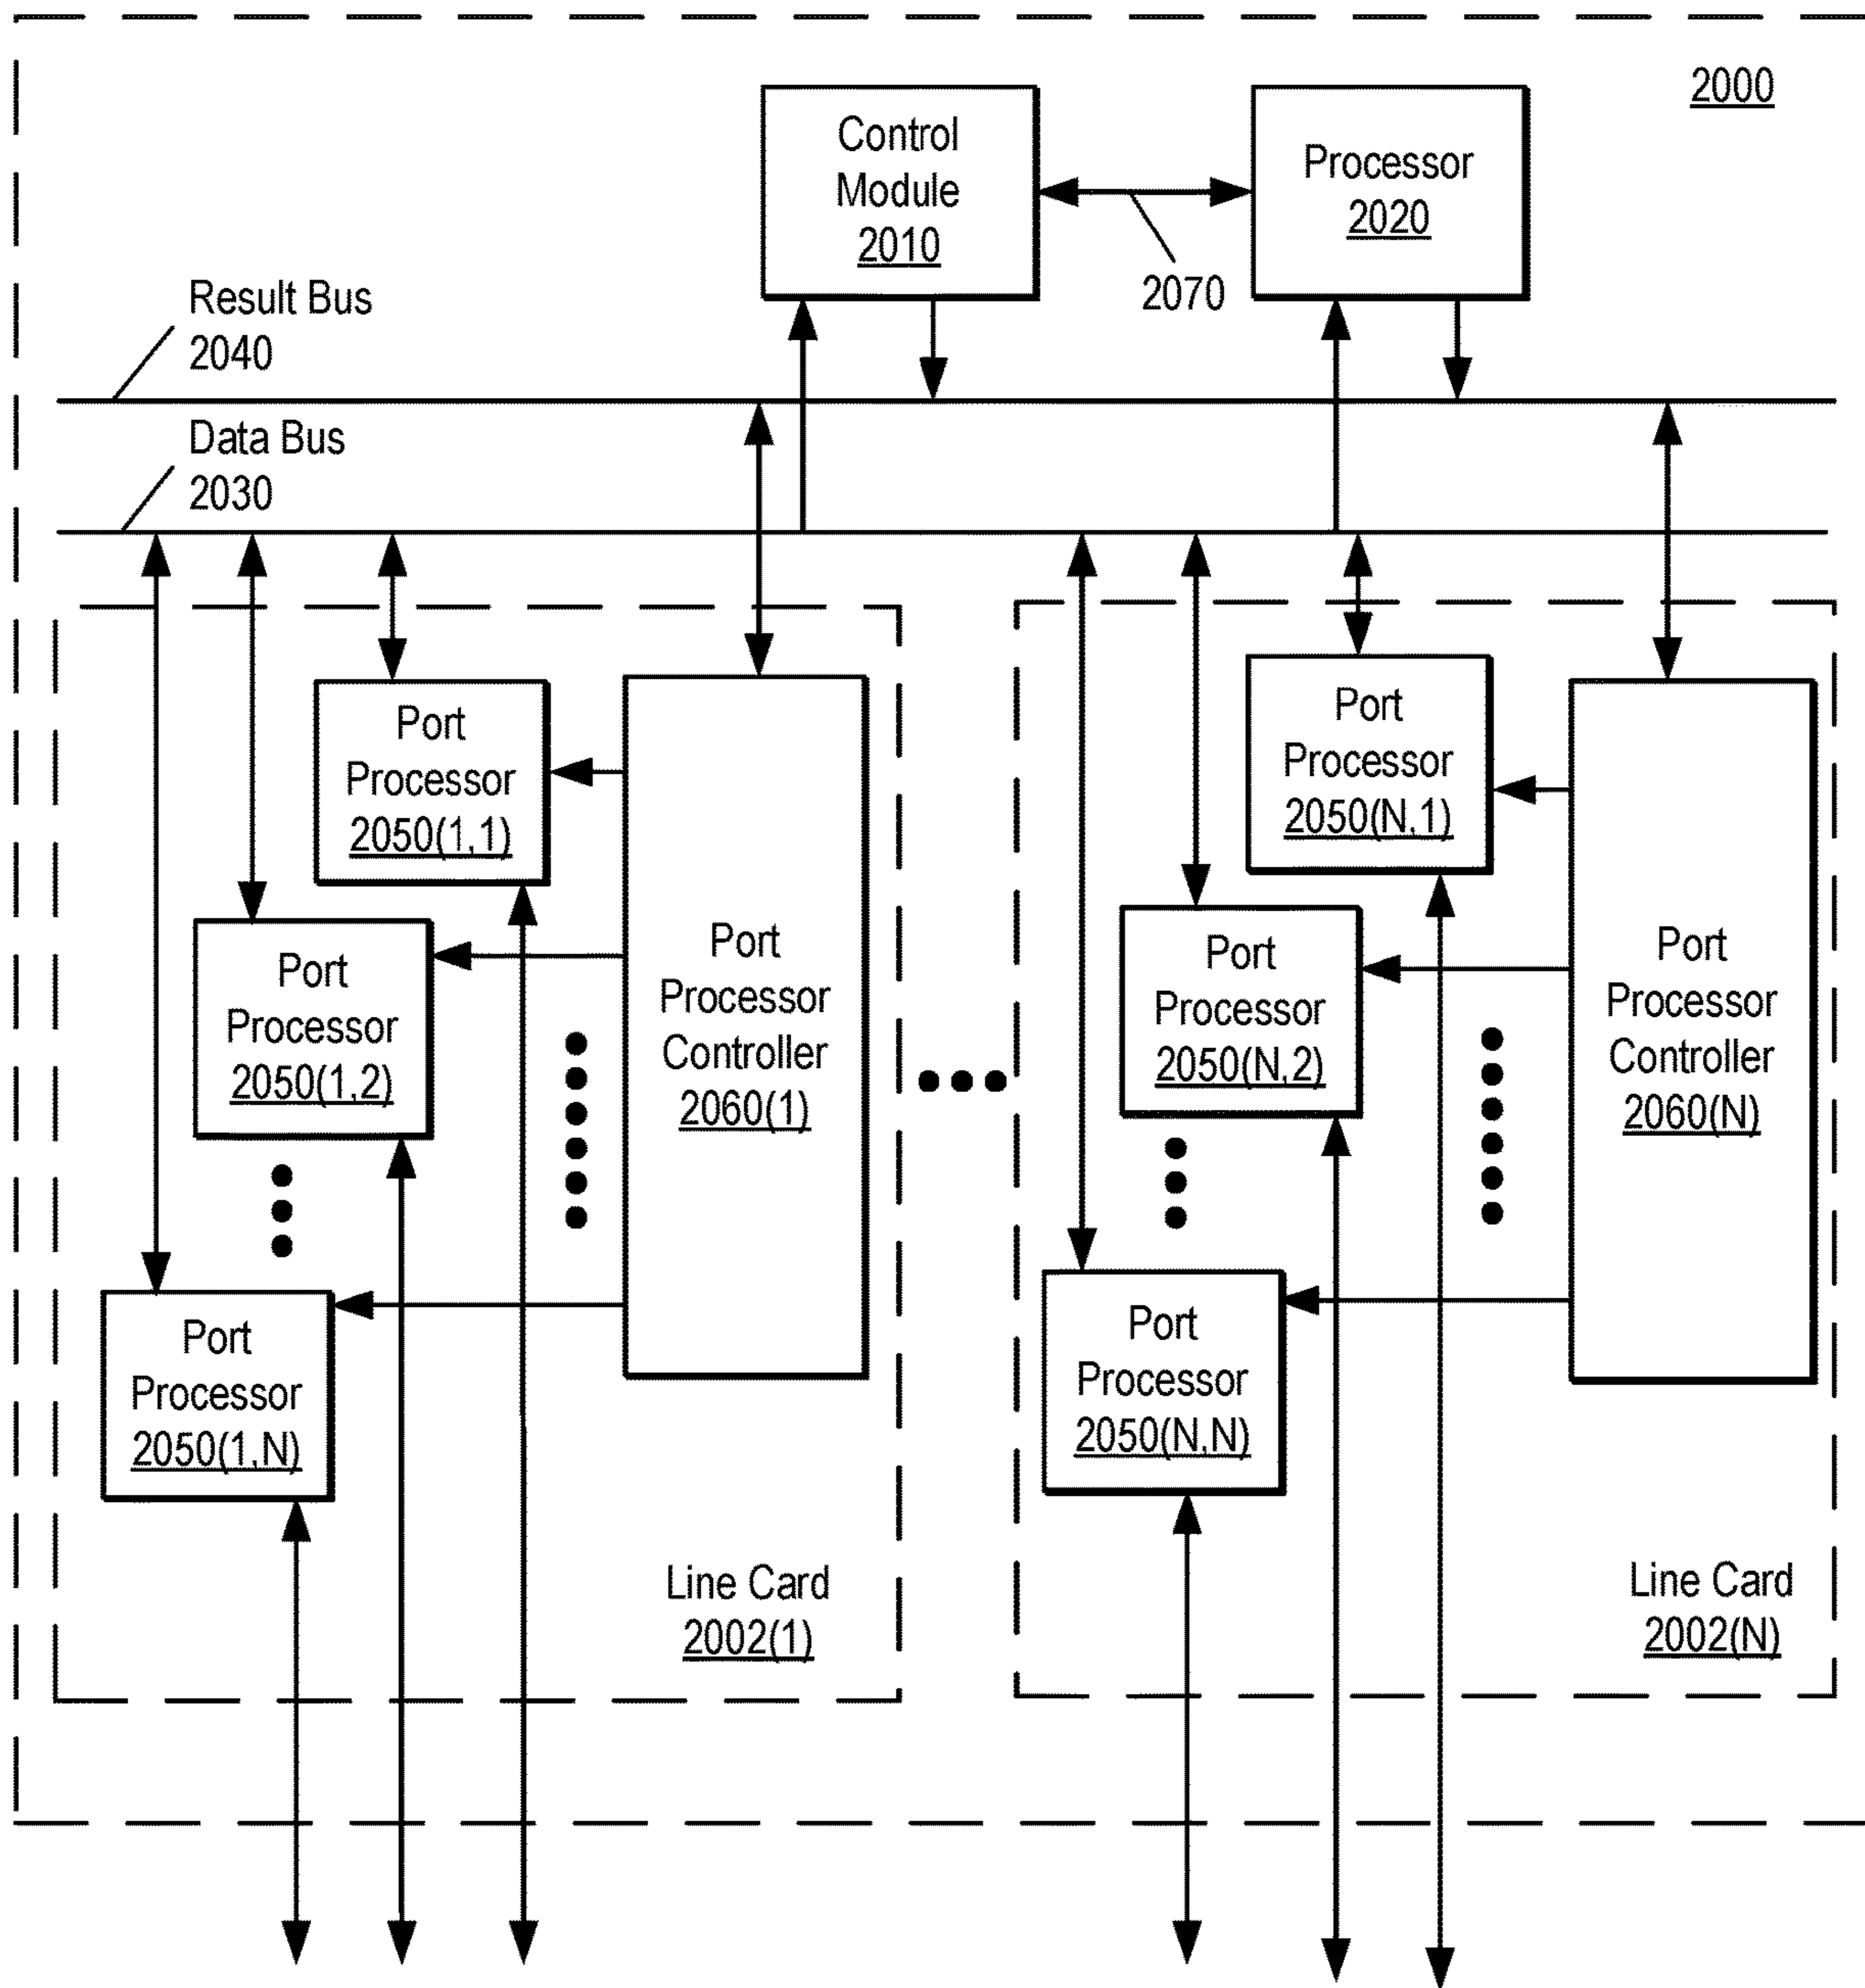 2000
Control
Module
2010
Processor
2020
2070
Result Bus
2040
Data Bus
2030
Port
Processor
2050(1,1)
Port
Processor
2050(1,2)
Port
Processor
2050(1,N)
Port
Processor
Controller
2060(1)
Line Card
2002(1)
Port
Processor
2050(N,1)
Port
Processor
2050(N,2)
Port
Processor
2050(N,N)
Port
Processor
Controller
2060(N)
Line Card
2002(N)